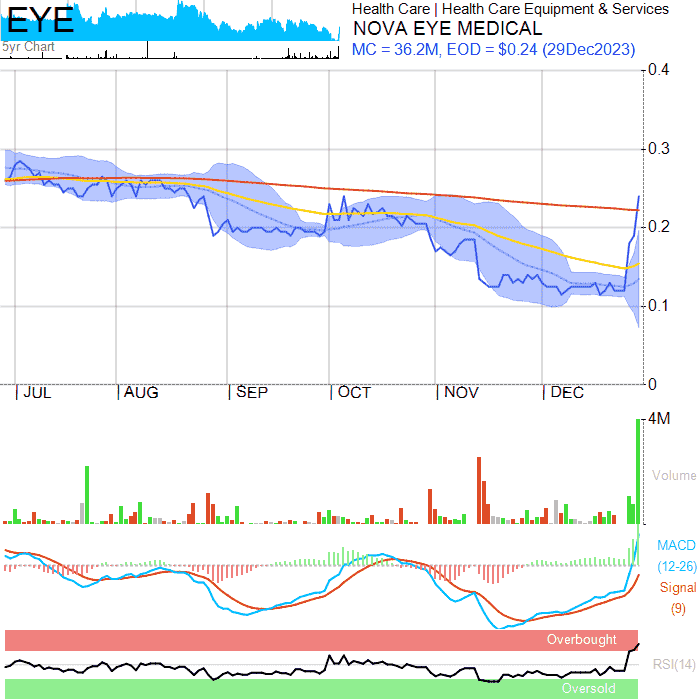 EYE
5yr Chart
Health Care | Health Care Equipment & Services
NOVA EYE MEDICAL
MC = 36.2M, EOD = $0.24 (29Dec2023)
0.4
0.3
0.2
0.1
0
| JUL | AUG | SEP | OCT | NOV | DEC
4M
Volume
MACD
(12-26)
Signal
(9)
Overbought
RSI(14)
Oversold